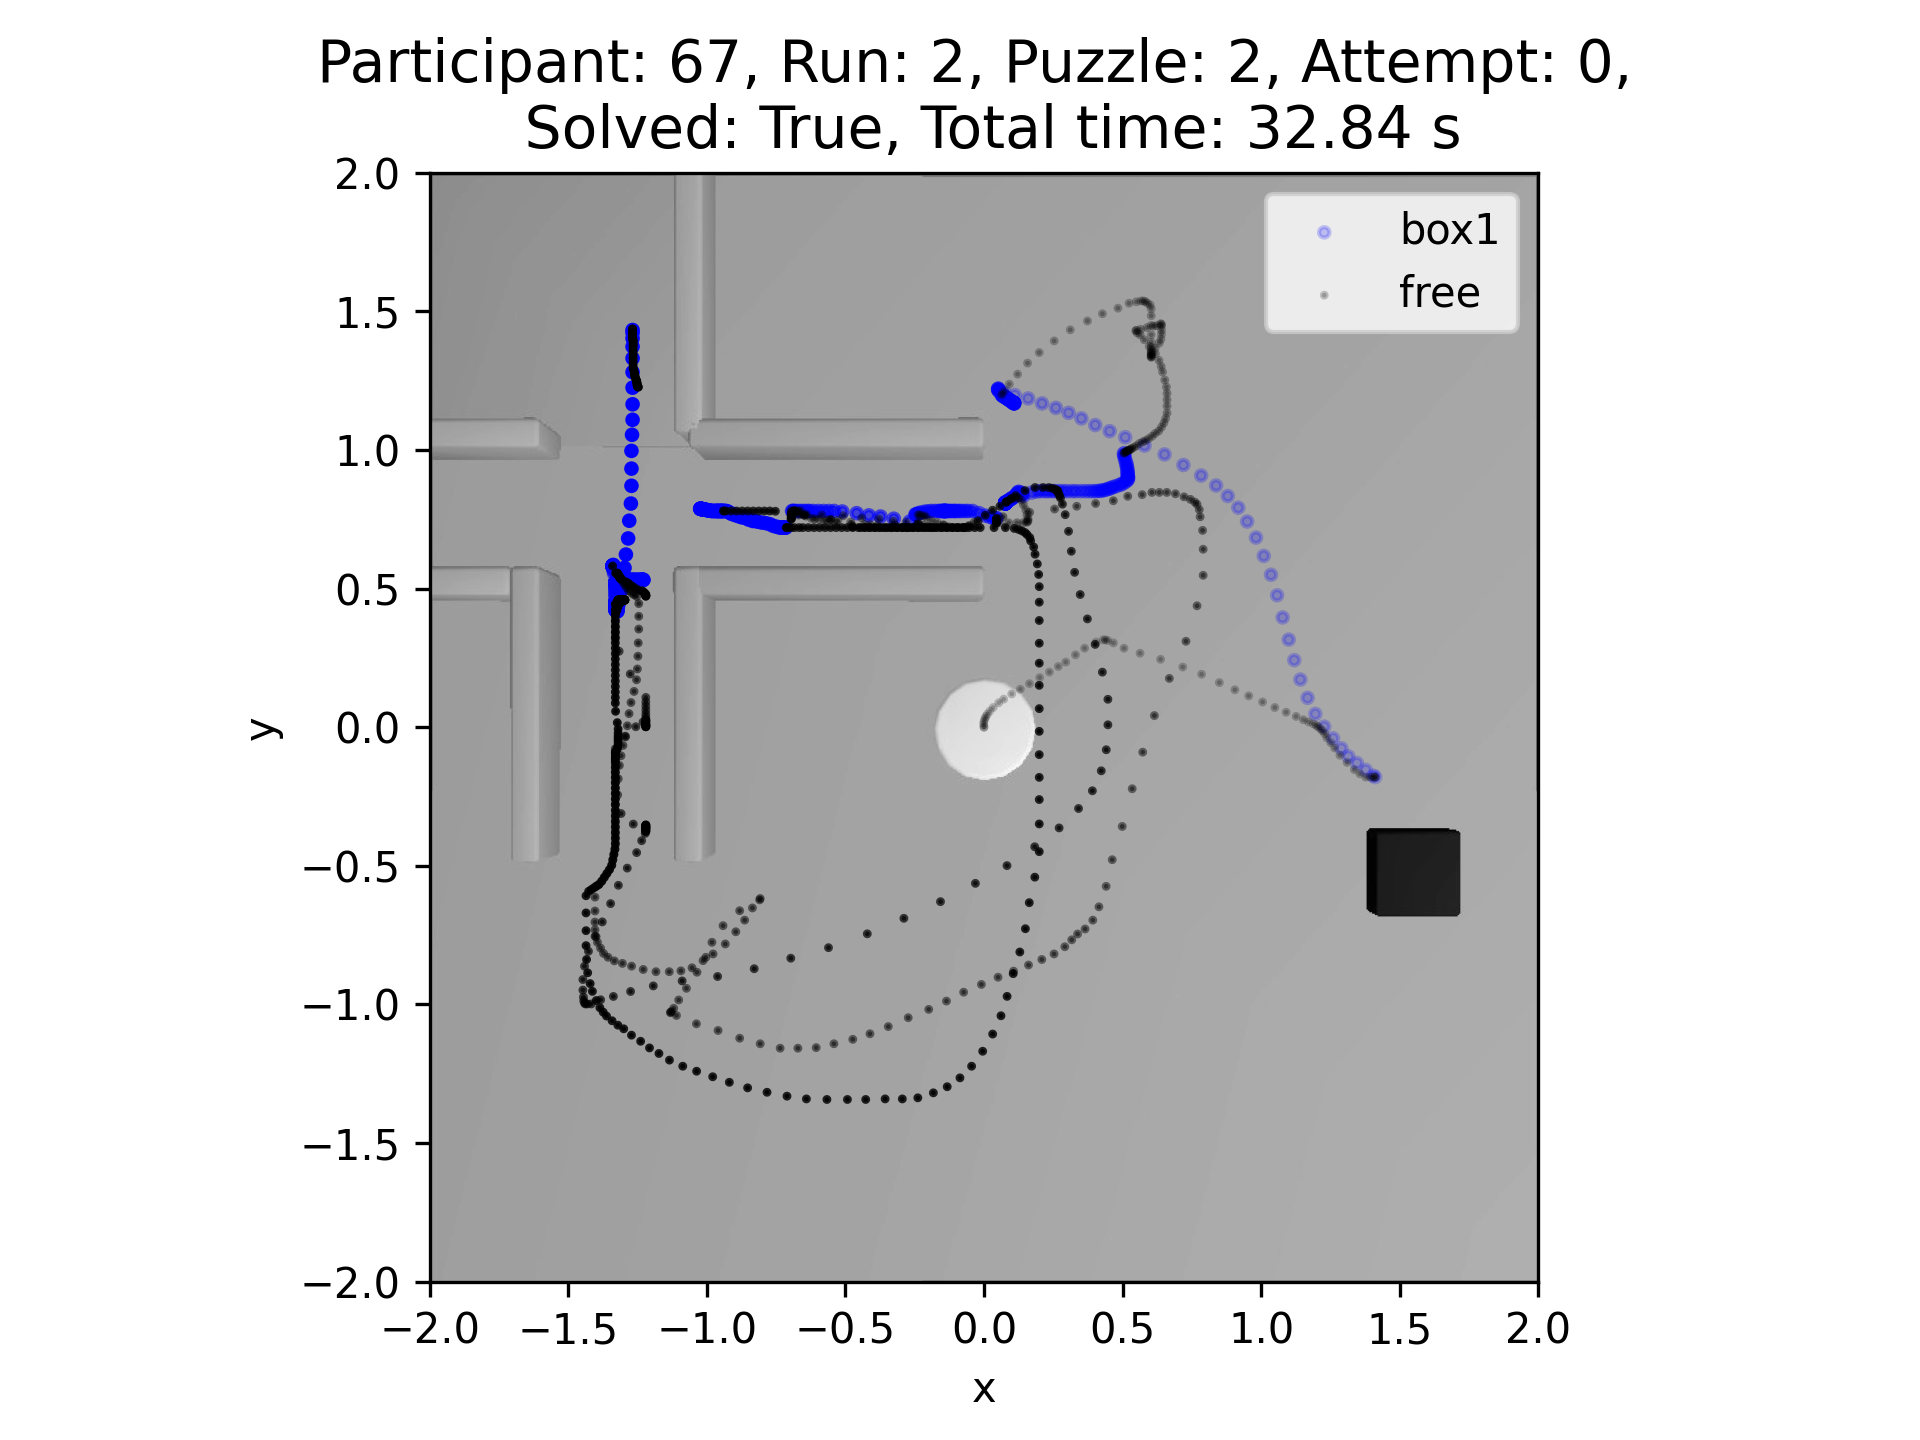 Participant: 67, Run: 2, Puzzle: 2, Attempt: 0,
Solved: True, Total time: 32.84 s
box1
free
2.0
1.5
1.0
0.5
0.0
−0.5
−1.0
−1.5
−2.0
y
−2.0 −1.5 −1.0 −0.5 0.0 0.5 1.0 1.5 2.0
x